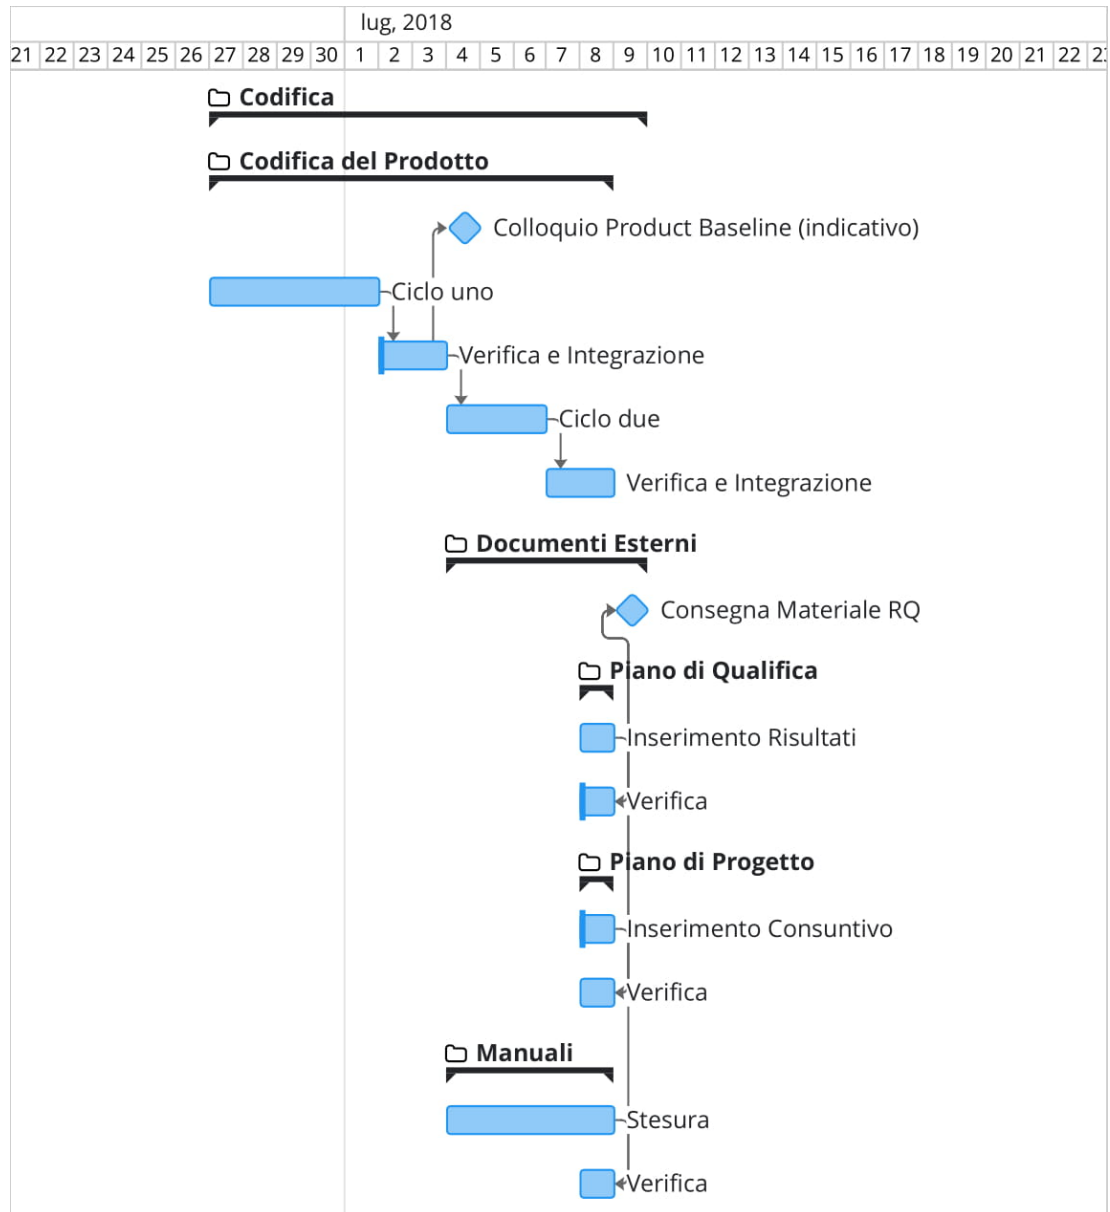 lug, 2018
21 22 23 24 25 26 27 28 29 30 1 2 3 4 5 6 7 8 9 10 11 12 13 14 15 16 17 18 19 20 21 22
Codifica
Codifica del Prodotto
Colloquio Product Baseline (indicativo)
Ciclo uno
Verifica e Integrazione
Ciclo due
Verifica e Integrazione
Documenti Esterni
Consegna Materiale RQ
Piano di Qualifica
Inserimento Risultati
Verifica
Piano di Progetto
Inserimento Consuntivo
Verifica
Manuali
Stesura
Verifica